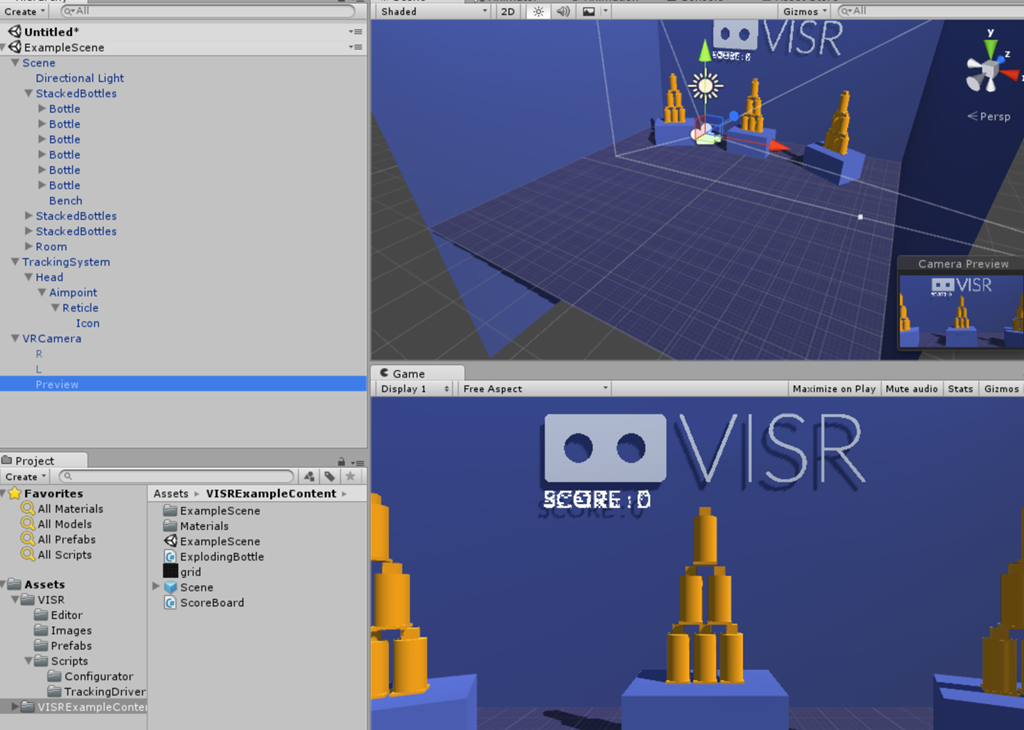 Create
All
Untitled*
ExampleScene
Scene
Directional Light
StackedBottles
Bottle
Bottle
Bottle
Bottle
Bottle
Bottle
Bench
StackedBottles
StackedBottles
Room
TrackingSystem
Head
Aimpoint
Reticle
Icon
VRCamera
R
L
Preview
Shaded
2D
Gizmos
All
VISR
SCORE:0
y
z
x
Persp
Camera Preview
VISR
Game
Display 1
Free Aspect
Maximize on Play
Mute audio
Stats
Gizmos
VISR
SCORE:0
Project
Create
Favorites
All Materials
All Models
All Prefabs
All Scripts
Assets
VISR
Editor
Images
Prefabs
Scripts
Configurator
TrackingDriver
VISRExampleConte
Assets
VISRExampleContent
ExampleScene
Materials
ExampleScene
ExplodingBottle
grid
Scene
ScoreBoard